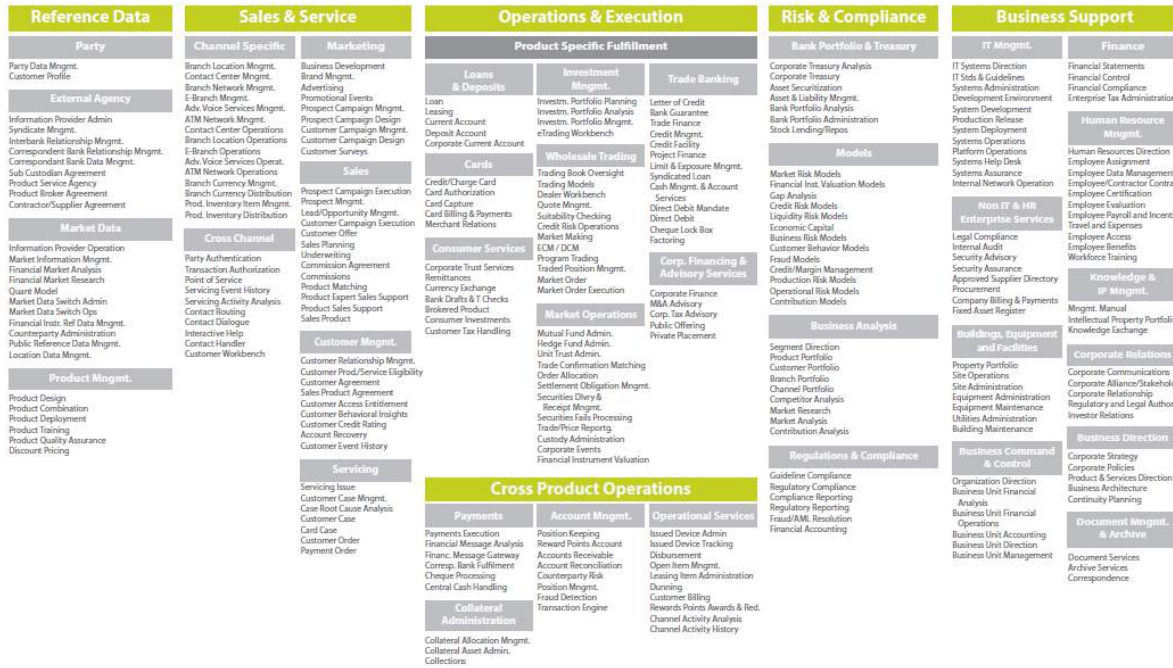 Reference Data
Party
Party Data Mngmt.
Customer Profile
External Agency
Information Provider Admin
Syndicate Mngmt.
Interbank Relationship Mngmt.
Correspondent Bank Relationship Mngmt.
Correspondant Bank Data Mngmt.
Sub Custodian Agreement
Product Service Agency
Product Broker Agreement
Contractor/Supplier Agreement
Market Data
Information Provider Operation
Market Information Mngmt.
Financial Market Analysis
Financial Market Research
Quant Model
Market Data Switch Admin
Market Data Switch Ops
Financial Instr. Ref Data Mngmt.
Counterparty Administration
Public Reference Data Mngmt.
Location Data Mngmt.
Product Mngmt.
Product Design
Product Combination
Product Deployment
Product Training
Product Quality Assurance
Discount Pricing
Sales & Service
Channel Specific
Branch Location Mngmt.
Contact Center Mngmt.
Branch Network Mngmt.
E-Branch Mngmt.
Adv. Voice Services Mngmt.
ATM Network Mngmt.
Contact Center Operations
Branch Location Operations
E-Branch Operations
Adv. Voice Services Operat.
ATM Network Operations
Branch Currency Mngmt.
Branch Currency Distribution
Prod. Inventory Item Mngmt.
Prod. Inventory Distribution
Cross Channel
Party Authentication
Transaction Authorization
Point of Service
Servicing Event History
Servicing Activity Analysis
Contact Routing
Contact Dialogue
Interactive Help
Contact Handler
Customer Workbench
Marketing
Business Development
Brand Mngmt.
Advertising
Promotional Events
Prospect Campaign Mngmt.
Prospect Campaign Design
Customer Campaign Mngmt.
Customer Campaign Design
Customer Surveys
Sales
Prospect Campaign Execution
Prospect Mngmt.
Lead/Opportunity Mngmt.
Customer Campaign Execution
Customer Offer
Sales Planning
Underwriting
Commission Agreement
Commissions
Product Matching
Product Expert Sales Support
Product Sales Support
Sales Product
Customer Mngmt.
Customer Relationship Mngmt.
Customer Prod./Service Eligibility
Customer Agreement
Sales Product Agreement
Customer Access Entitlement
Customer Behavioral Insights
Customer Credit Rating
Account Recovery
Customer Event History
Servicing
Servicing Issue
Customer Case Mngmt.
Case Root Cause Analysis
Customer Case
Card Case
Customer Order
Payment Order
Operations & Execution
Product Specific Fulfillment
Loans
& Deposits
Loan
Leasing
Current Account
Deposit Account
Corporate Current Account
Cards
Credit/Charge Card
Card Authorization
Card Capture
Card Billing & Payments
Merchant Relations
Consumer Services
Corporate Trust Services
Remittances
Currency Exchange
Bank Drafts & T Checks
Brokered Product
Consumer Investments
Customer Tax Handling
Investment
Mngmt.
Investm. Portfolio Planning
Investm. Portfolio Analysis
Investm. Portfolio Mngmt.
eTrading Workbench
Wholesale Trading
Trading Book Oversight
Trading Models
Dealer Workbench
Quote Mngmt.
Suitability Checking
Credit Risk Operations
Market Making
ECM / DCM
Program Trading
Traded Position Mngmt.
Market Order
Market Order Execution
Market Operations
Mutual Fund Admin.
Hedge Fund Admin.
Unit Trust Admin.
Trade Confirmation Matching
Order Allocation
Settlement Obligation Mngmt.
Securities Dlvry &
Receipt Mngmt.
Securities Fails Processing
Trade/Price Reportg.
Custody Administration
Corporate Events
Financial Instrument Valuation
Trade Banking
Letter of Credit
Bank Guarantee
Trade Finance
Credit Mngmt.
Credit Facility
Project Finance
Limit & Exposure Mngmt.
Syndicated Loan
Cash Mngmt. & Account
Services
Direct Debit Mandate
Direct Debit
Cheque Lock Box
Factoring
Corp. Financing &
Advisory Services
Corporate Finance
M&A Advisory
Corp. Tax Advisory
Public Offering
Private Placement
Cross Product Operations
Payments
Payments Execution
Financial Message Analysis
Financ. Message Gateway
Corresp. Bank Fulfilment
Cheque Processing
Central Cash Handling
Collateral
Administration
Collateral Allocation Mngmt.
Collateral Asset Admin.
Collections
Account Mngmt.
Position Keeping
Reward Points Account
Accounts Receivable
Account Reconciliation
Counterparty Risk
Position Mngmt.
Fraud Detection
Transaction Engine
Operational Services
Issued Device Admin
Issued Device Tracking
Disbursement
Open Item Mngmt.
Leasing Item Administration
Dunning
Customer Billing
Rewards Points Awards & Red.
Channel Activity Analysis
Channel Activity History
Risk & Compliance
Bank Portfolio & Treasury
Corporate Treasury Analysis
Corporate Treasury
Asset Securitization
Asset & Liability Mngmt.
Bank Portfolio Analysis
Bank Portfolio Administration
Stock Lending/Repos
Models
Market Risk Models
Financial Inst. Valuation Models
Gap Analysis
Credit Risk Models
Liquidity Risk Models
Economic Capital
Business Risk Models
Customer Behavior Models
Fraud Models
Credit/Margin Management
Production Risk Models
Operational Risk Models
Contribution Models
Business Analysis
Segment Direction
Product Portfolio
Customer Portfolio
Branch Portfolio
Channel Portfolio
Competitor Analysis
Market Research
Market Analysis
Contribution Analysis
Regulations & Compliance
Guideline Compliance
Regulatory Compliance
Compliance Reporting
Regulatory Reporting
Fraud/AML Resolution
Financial Accounting
Business Support
IT Mngmt.
IT Systems Direction
IT Stds & Guidelines
Systems Administration
Development Environment
System Development
Production Release
System Deployment
Systems Operations
Platform Operations
Systems Help Desk
Systems Assurance
Internal Network Operation
Non IT & HR
Enterprise Services
Legal Compliance
Internal Audit
Security Advisory
Security Assurance
Approved Supplier Directory
Procurement
Company Billing & Payments
Fixed Asset Register
Buildings, Equipment
and Facilities
Property Portfolio
Site Operations
Site Administration
Equipment Administration
Equipment Maintenance
Utilities Administration
Building Maintenance
Business Command
& Control
Organization Direction
Business Unit Financial
Analysis
Business Unit Financial
Operations
Business Unit Accounting
Business Unit Direction
Business Unit Management
Finance
Financial Statements
Financial Control
Financial Compliance
Enterprise Tax Administration
Human Resource
Mngmt.
Human Resources Direction
Employee Assignment
Employee Data Management
Employee/Contractor Contra
Employee Certification
Employee Evaluation
Employee Payroll and Incent
Travel and Expenses
Employee Access
Employee Benefits
Workforce Training
Knowledge &
IP Mngmt.
Mngmt. Manual
Intellectual Property Portfoli
Knowledge Exchange
Corporate Relations
Corporate Communications
Corporate Alliance/Stakehol
Corporate Relationship
Regulatory and Legal Author
Investor Relations
Business Direction
Corporate Strategy
Corporate Policies
Product & Services Direction
Business Architecture
Continuity Planning
Document Mngmt.
& Archive
Document Services
Archive Services
Correspondence